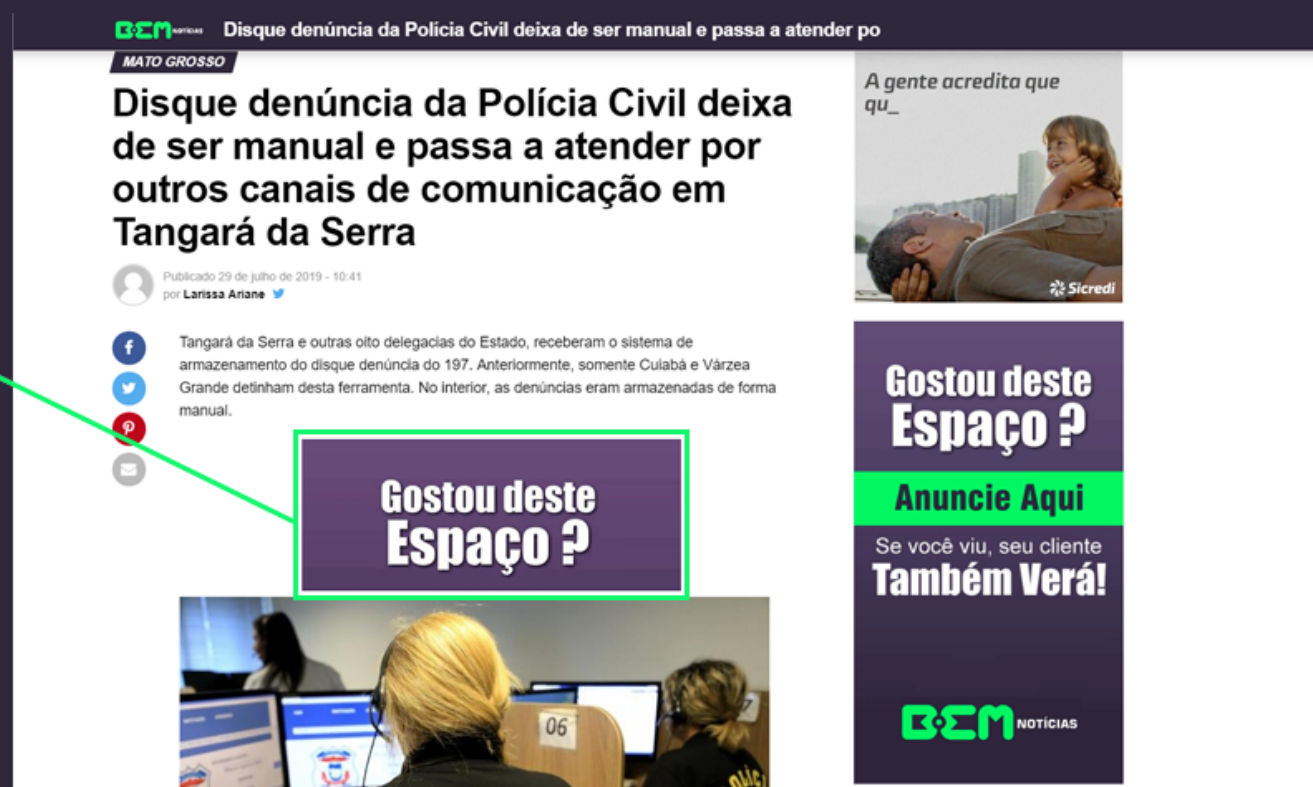 BEM NOTÍCIAS Disque denúncia da Polícia Civil deixa de ser manual e passa a atender po
MATO GROSSO
Disque denúncia da Polícia Civil deixa
de ser manual e passa a atender por
outros canais de comunicação em
Tangará da Serra
Publicado 29 de julho de 2019 - 10:41
por Larissa Ariane
Tangará da Serra e outras oito delegacias do Estado, receberam o sistema de
armazenamento do disque denúncia do 197. Anteriormente, somente Cuiabá e Várzea
Grande detinham desta ferramenta. No interior, as denúncias eram armazenadas de forma
manual.
Gostou deste
Espaço ?
06
7
A gente acredita que
qu_
Sicredi
Gostou deste
Espaço ?
Anuncie Aqui
Se você viu, seu cliente
Também Verá!
BEM NOTÍCIAS